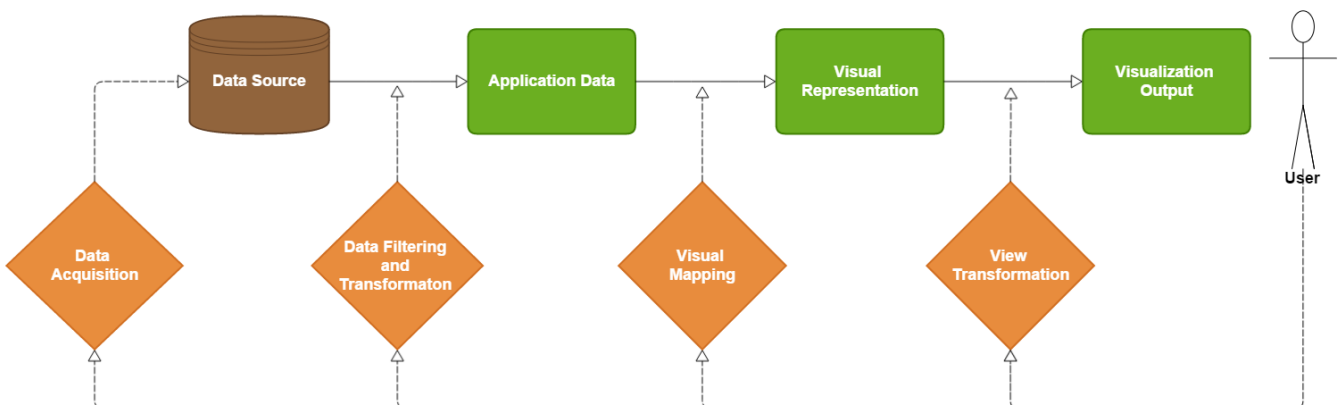 Data Source
Application Data
Visual
Representation
Visualization
Output
User
Data
Acquisition
Data Filtering
and
Transformaton
Visual
Mapping
View
Transformation